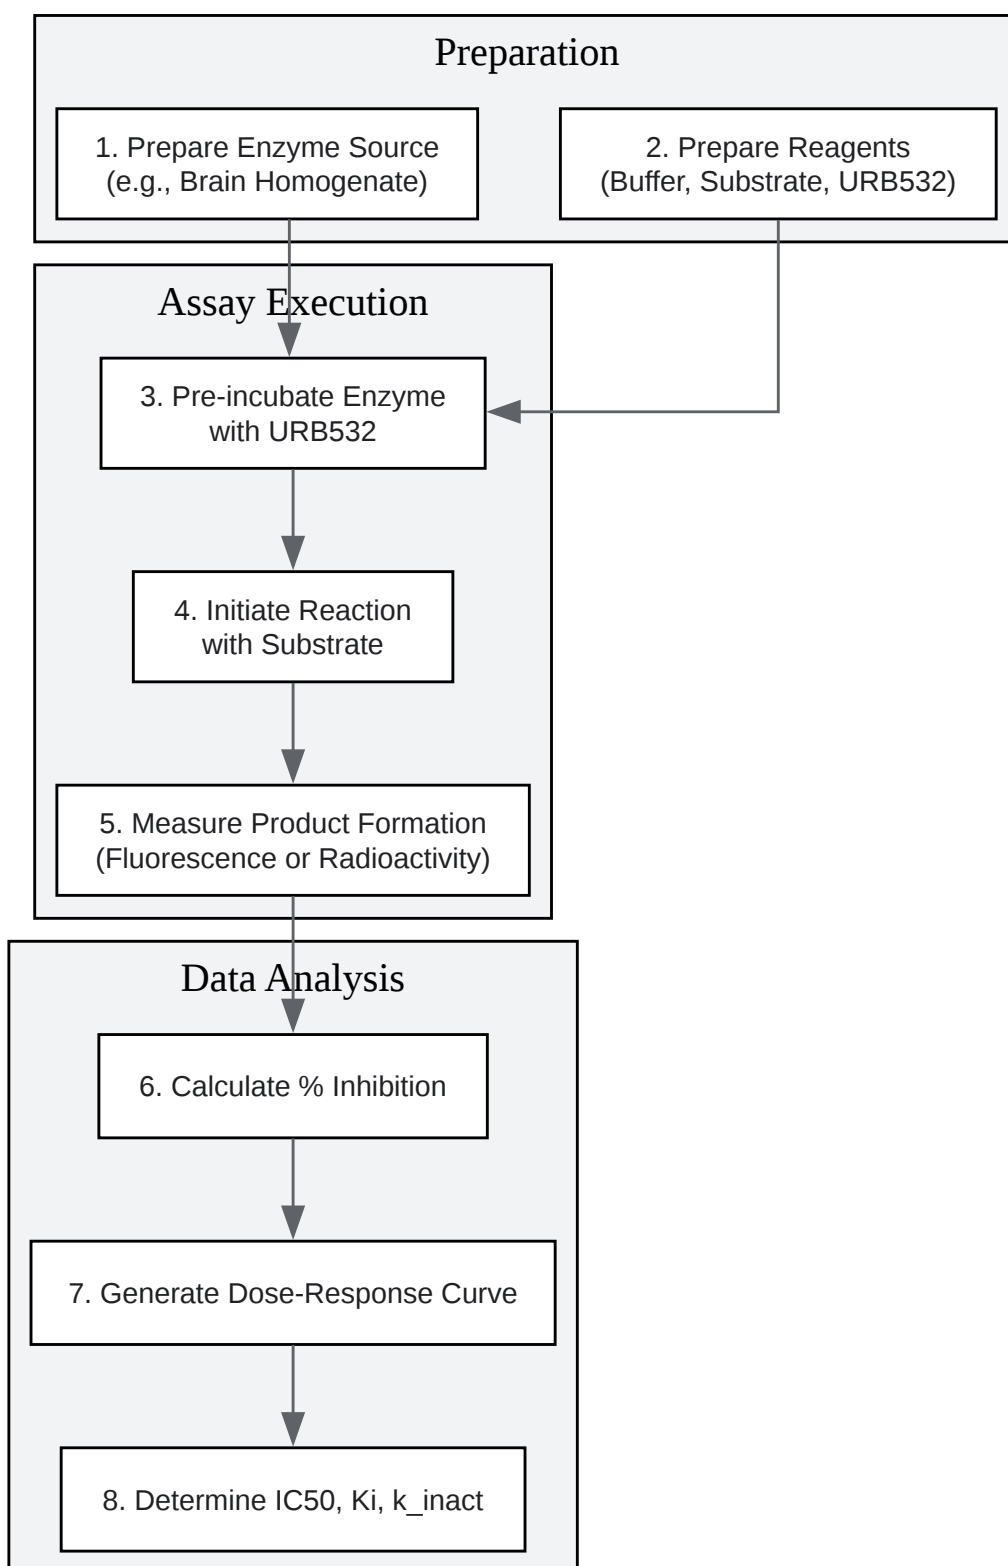 Preparation
1. Prepare Enzyme Source
(e.g., Brain Homogenate)
2. Prepare Reagents
(Buffer, Substrate, URB532)
Assay Execution
3. Pre-incubate Enzyme
with URB532
4. Initiate Reaction
with Substrate
5. Measure Product Formation
(Fluorescence or Radioactivity)
Data Analysis
6. Calculate % Inhibition
7. Generate Dose-Response Curve
8. Determine IC50, Ki, k_inact